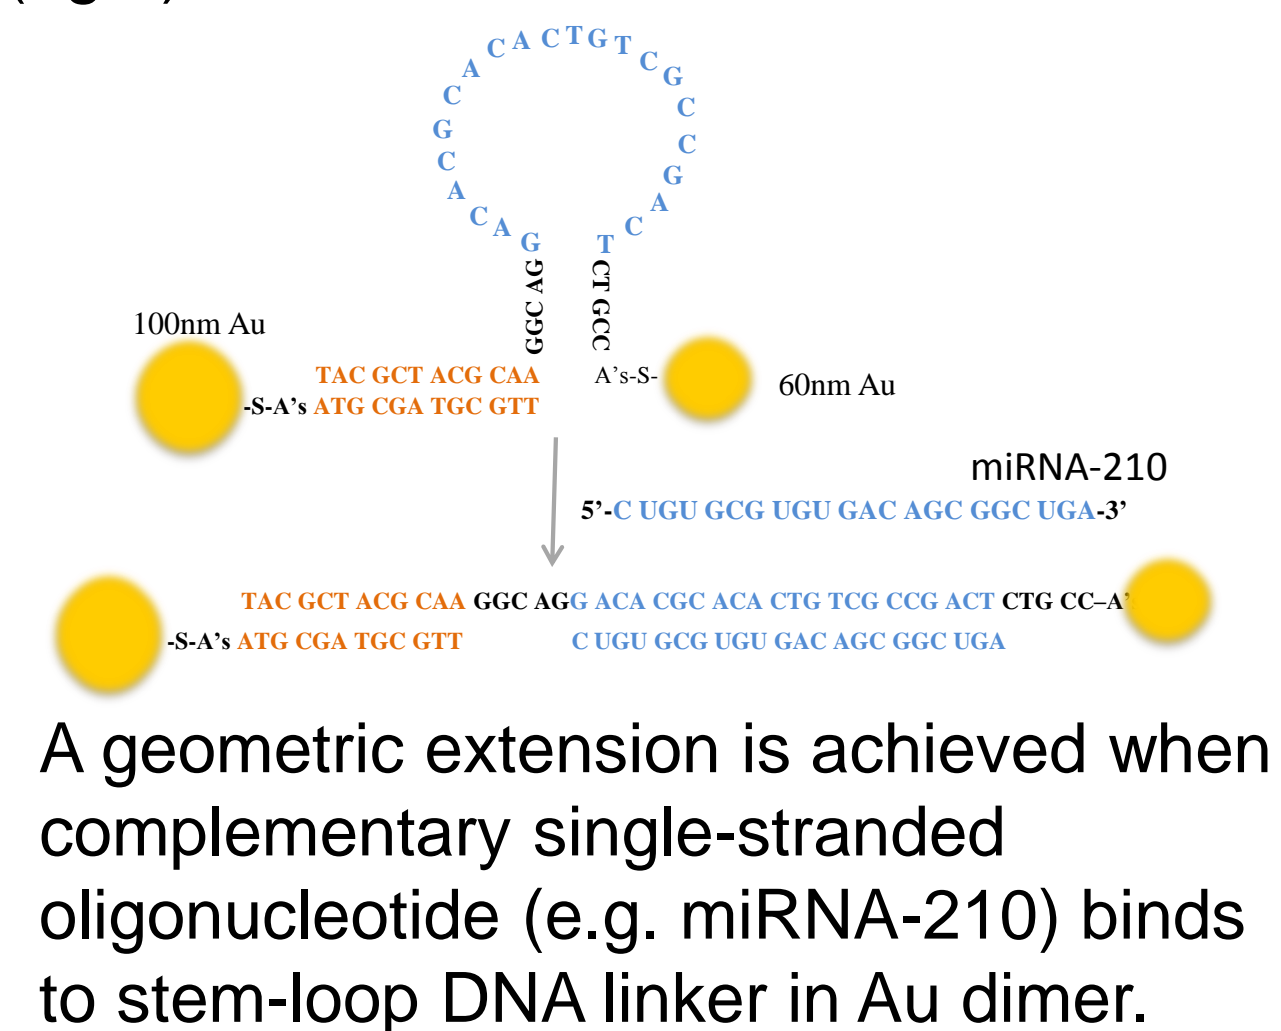 G A C A C G C A C A C T G T C G C C G A C T
GGC AG
CT GCC
100nm Au
TAC GCT ACG CAA
A's-S-
60nm Au
-S-A's ATG CGA TGC GTT
miRNA-210
5'-C UGU GCG UGU GAC AGC GGC UGA-3'
TAC GCT ACG CAA GGC AGG ACA CGC ACA CTG TCG CCG ACT CTG CC–A'
-S-A's ATG CGA TGC GTT C UGU GCG UGU GAC AGC GGC UGA
A geometric extension is achieved when
complementary single-stranded
oligonucleotide (e.g. miRNA-210) binds
to stem-loop DNA linker in Au dimer.